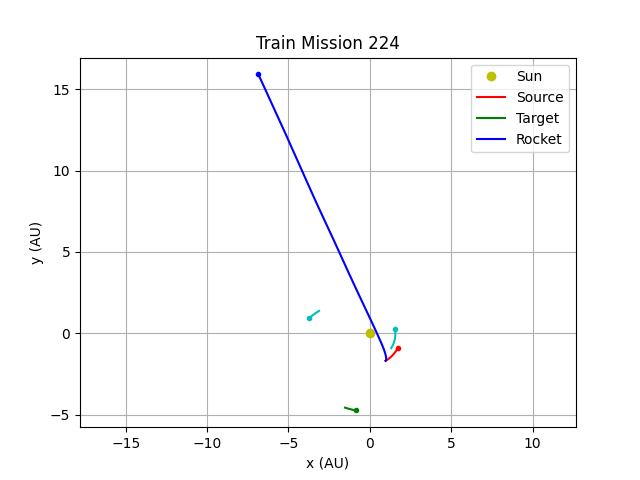 Train Mission 224
Sun
Source
Target
Rocket
15
10
5
0
−5
y (AU)
−15
−10
−5
0
5
10
x (AU)